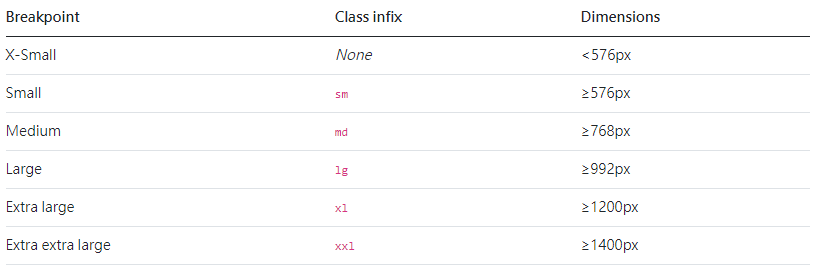 Breakpoint Class infix Dimensions
X-Small None <576px
Small sm ≥576px
Medium md ≥768px
Large lg ≥992px
Extra large xl ≥1200px
Extra extra large xxl ≥1400px